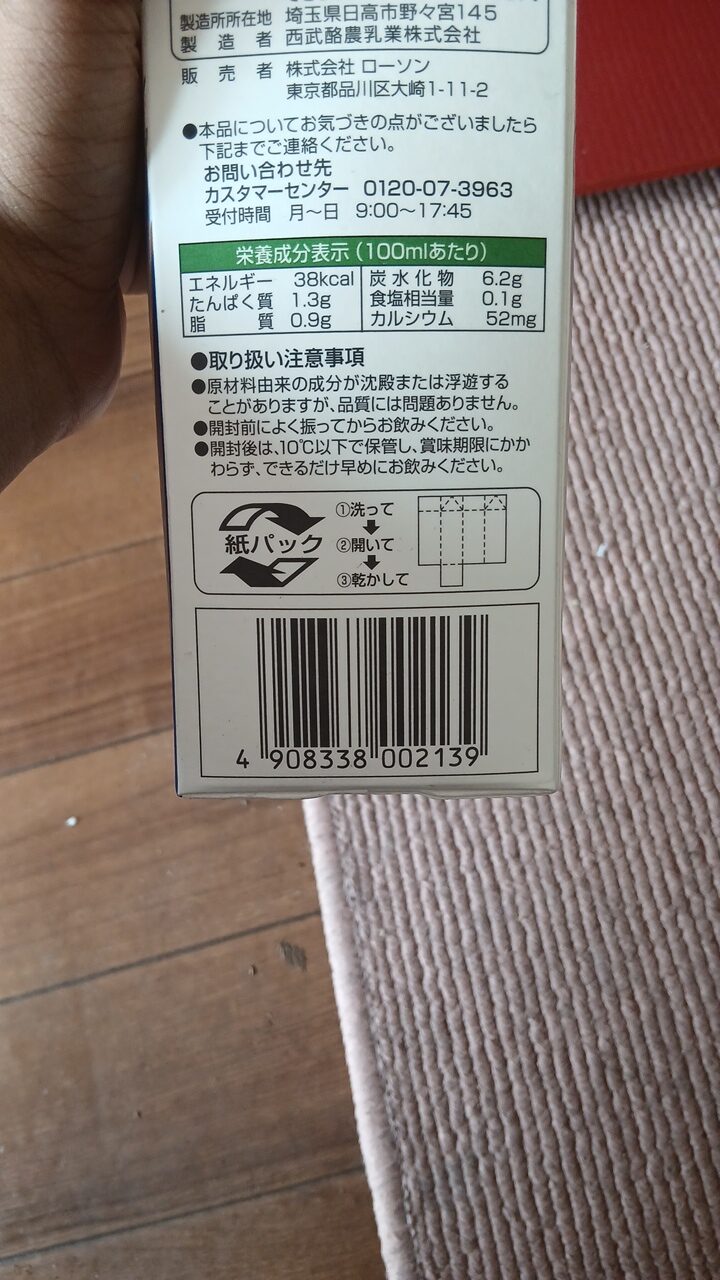 製造所所在地 埼玉県日高市野々宮145
製造者 西武酪農乳業株式会社
販売者 株式会社 ローソン
東京都品川区大崎1-11-2
●本品についてお気づきの点がございましたら
下記までご連絡ください。
お問い合わせ先
カスタマーセンター 0120-07-3963
受付時間 月〜日 9:00〜17:45
栄養成分表示(100mlあたり)
エネルギー 38kcal 炭水化物 6.2g
たんぱく質 1.3g 食塩相当量 0.1g
脂質 0.9g カルシウム 52mg
●取り扱い注意事項
●原材料由来の成分が沈殿または浮遊する
ことがありますが、品質には問題ありません。
●開封前によく振ってからお飲みください。
●開封後は、10℃以下で保管し、賞味期限にかか
わらず、できるだけ早めにお飲みください。
紙パック
①洗って
②開いて
③乾かして
4 908338 002139